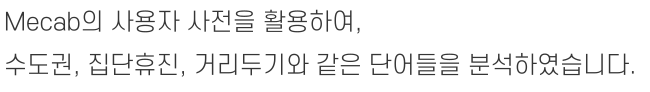 Mecab의 사용자 사전을 활용하여,
수도권, 집단휴진, 거리두기와 같은 단어들을 분석하였습니다.